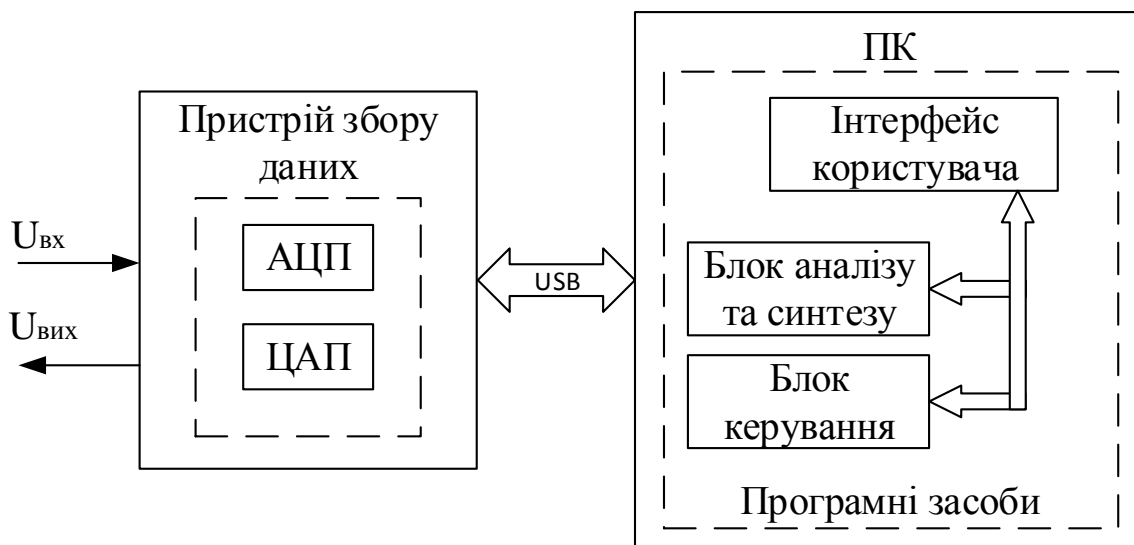 Пристрій збору
даних
АЦП
ЦАП
Uвх
Uвих
USB
ПК
Інтерфейс
користувача
Блок аналізу
та синтезу
Блок
керування
Програмні засоби